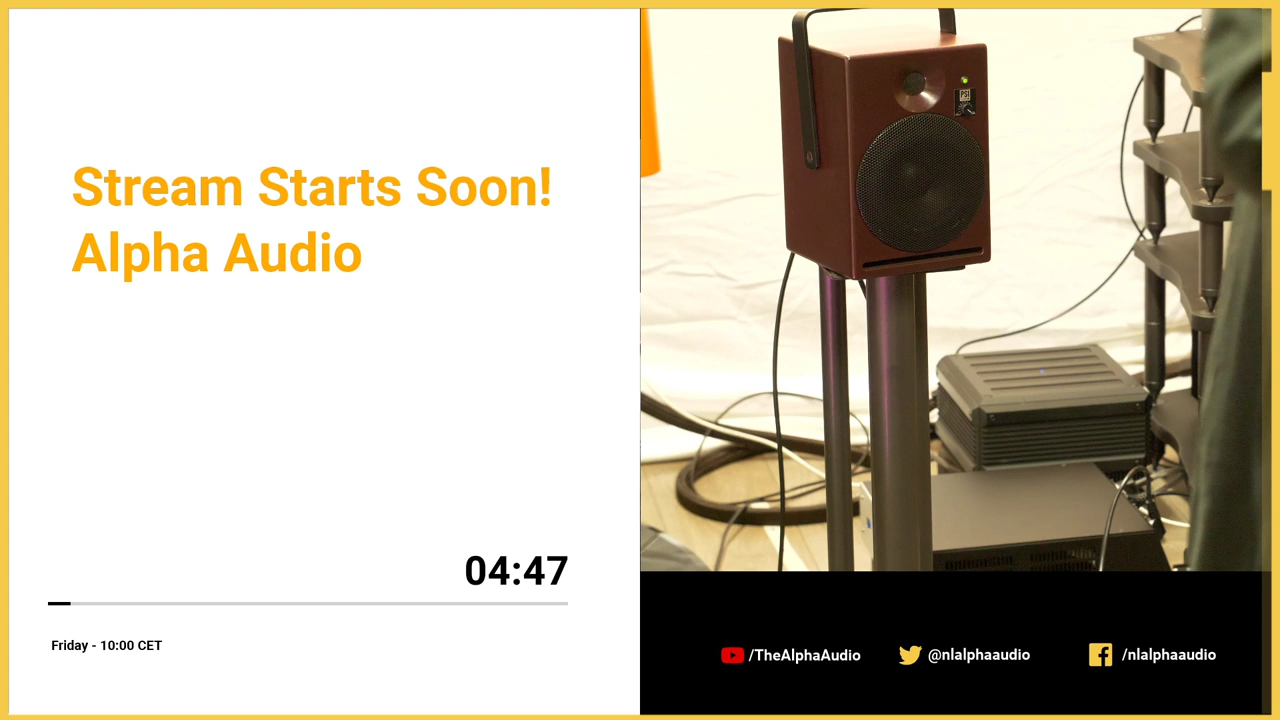 Stream Starts Soon!
Alpha Audio
04:47
Friday - 10:00 CET
/TheAlphaAudio
@nlalphaaudio
/nlalphaaudio